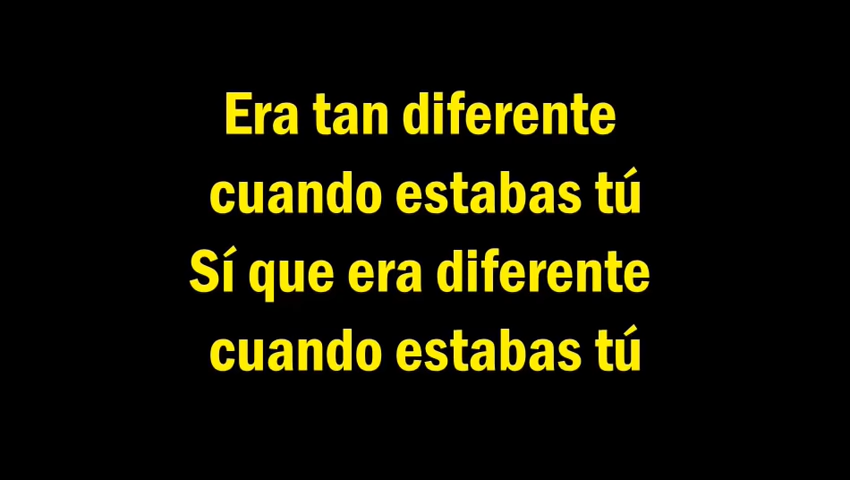 Era tan diferente
cuando estabas tú
Sí que era diferente
cuando estabas tú